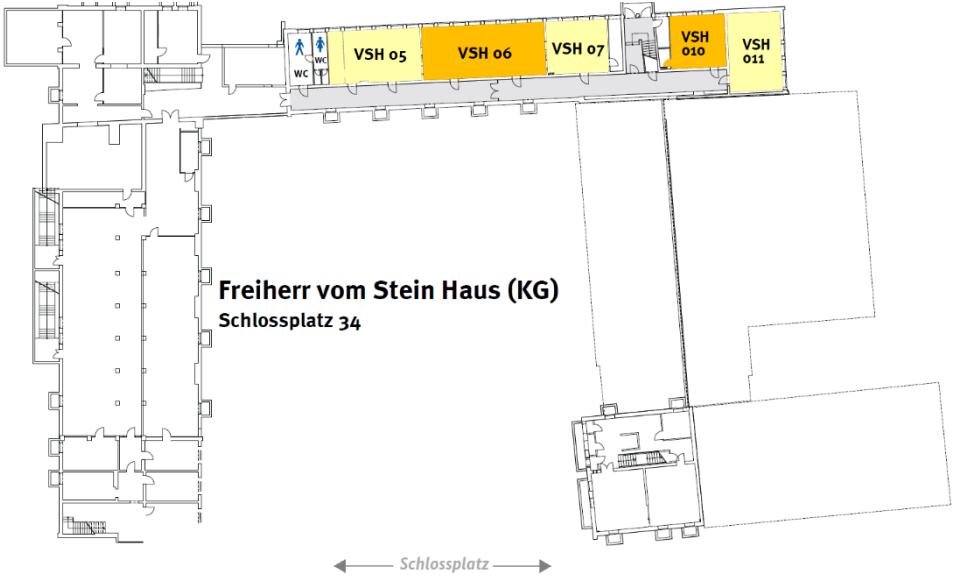 WC
WC
VSH 05
VSH 06
VSH 07
VSH
010
VSH
011
Freiherr vom Stein Haus (KG)
Schlossplatz 34
Schlossplatz